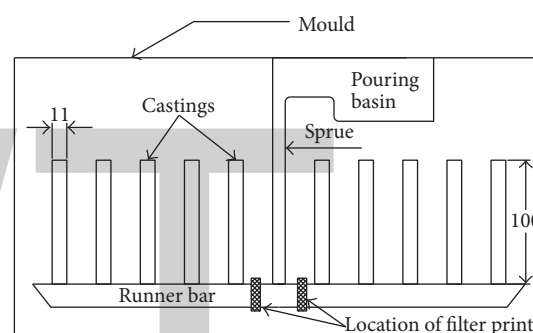 Mould
Pouring
basin
11
Castings
Sprue
100
Runner bar
Location of filter print